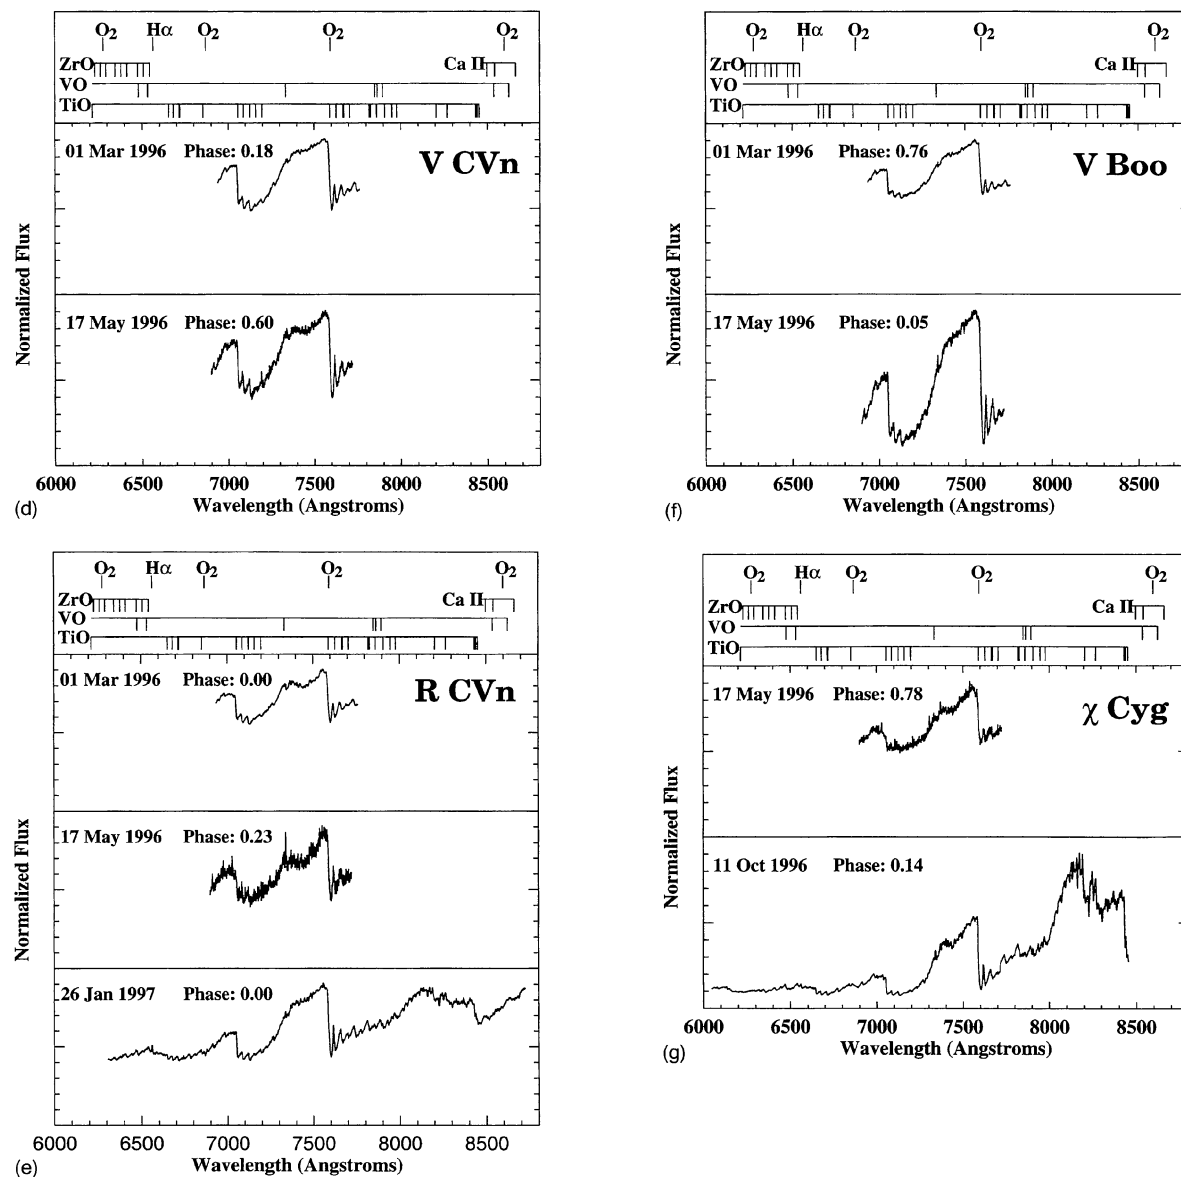 O2 Hα O2 O2 O2
ZrO Ca II
VO
TiO
01 Mar 1996 Phase: 0.18
V CVn
17 May 1996 Phase: 0.60
Normalized Flux
6000 6500 7000 7500 8000 8500
Wavelength (Angstroms)
(d)
O2 Hα O2 O2 O2
ZrO Ca II
VO
TiO
01 Mar 1996 Phase: 0.76
V Boo
17 May 1996 Phase: 0.05
Normalized Flux
6000 6500 7000 7500 8000 8500
Wavelength (Angstroms)
(f)
O2 Hα O2 O2 O2
ZrO Ca II
VO
TiO
01 Mar 1996 Phase: 0.00
R CVn
17 May 1996 Phase: 0.23
26 Jan 1997 Phase: 0.00
Normalized Flux
6000 6500 7000 7500 8000 8500
Wavelength (Angstroms)
(e)
O2 Hα O2 O2 O2
ZrO Ca II
VO
TiO
17 May 1996 Phase: 0.78
χ Cyg
11 Oct 1996 Phase: 0.14
Normalized Flux
6000 6500 7000 7500 8000 8500
Wavelength (Angstroms)
(g)